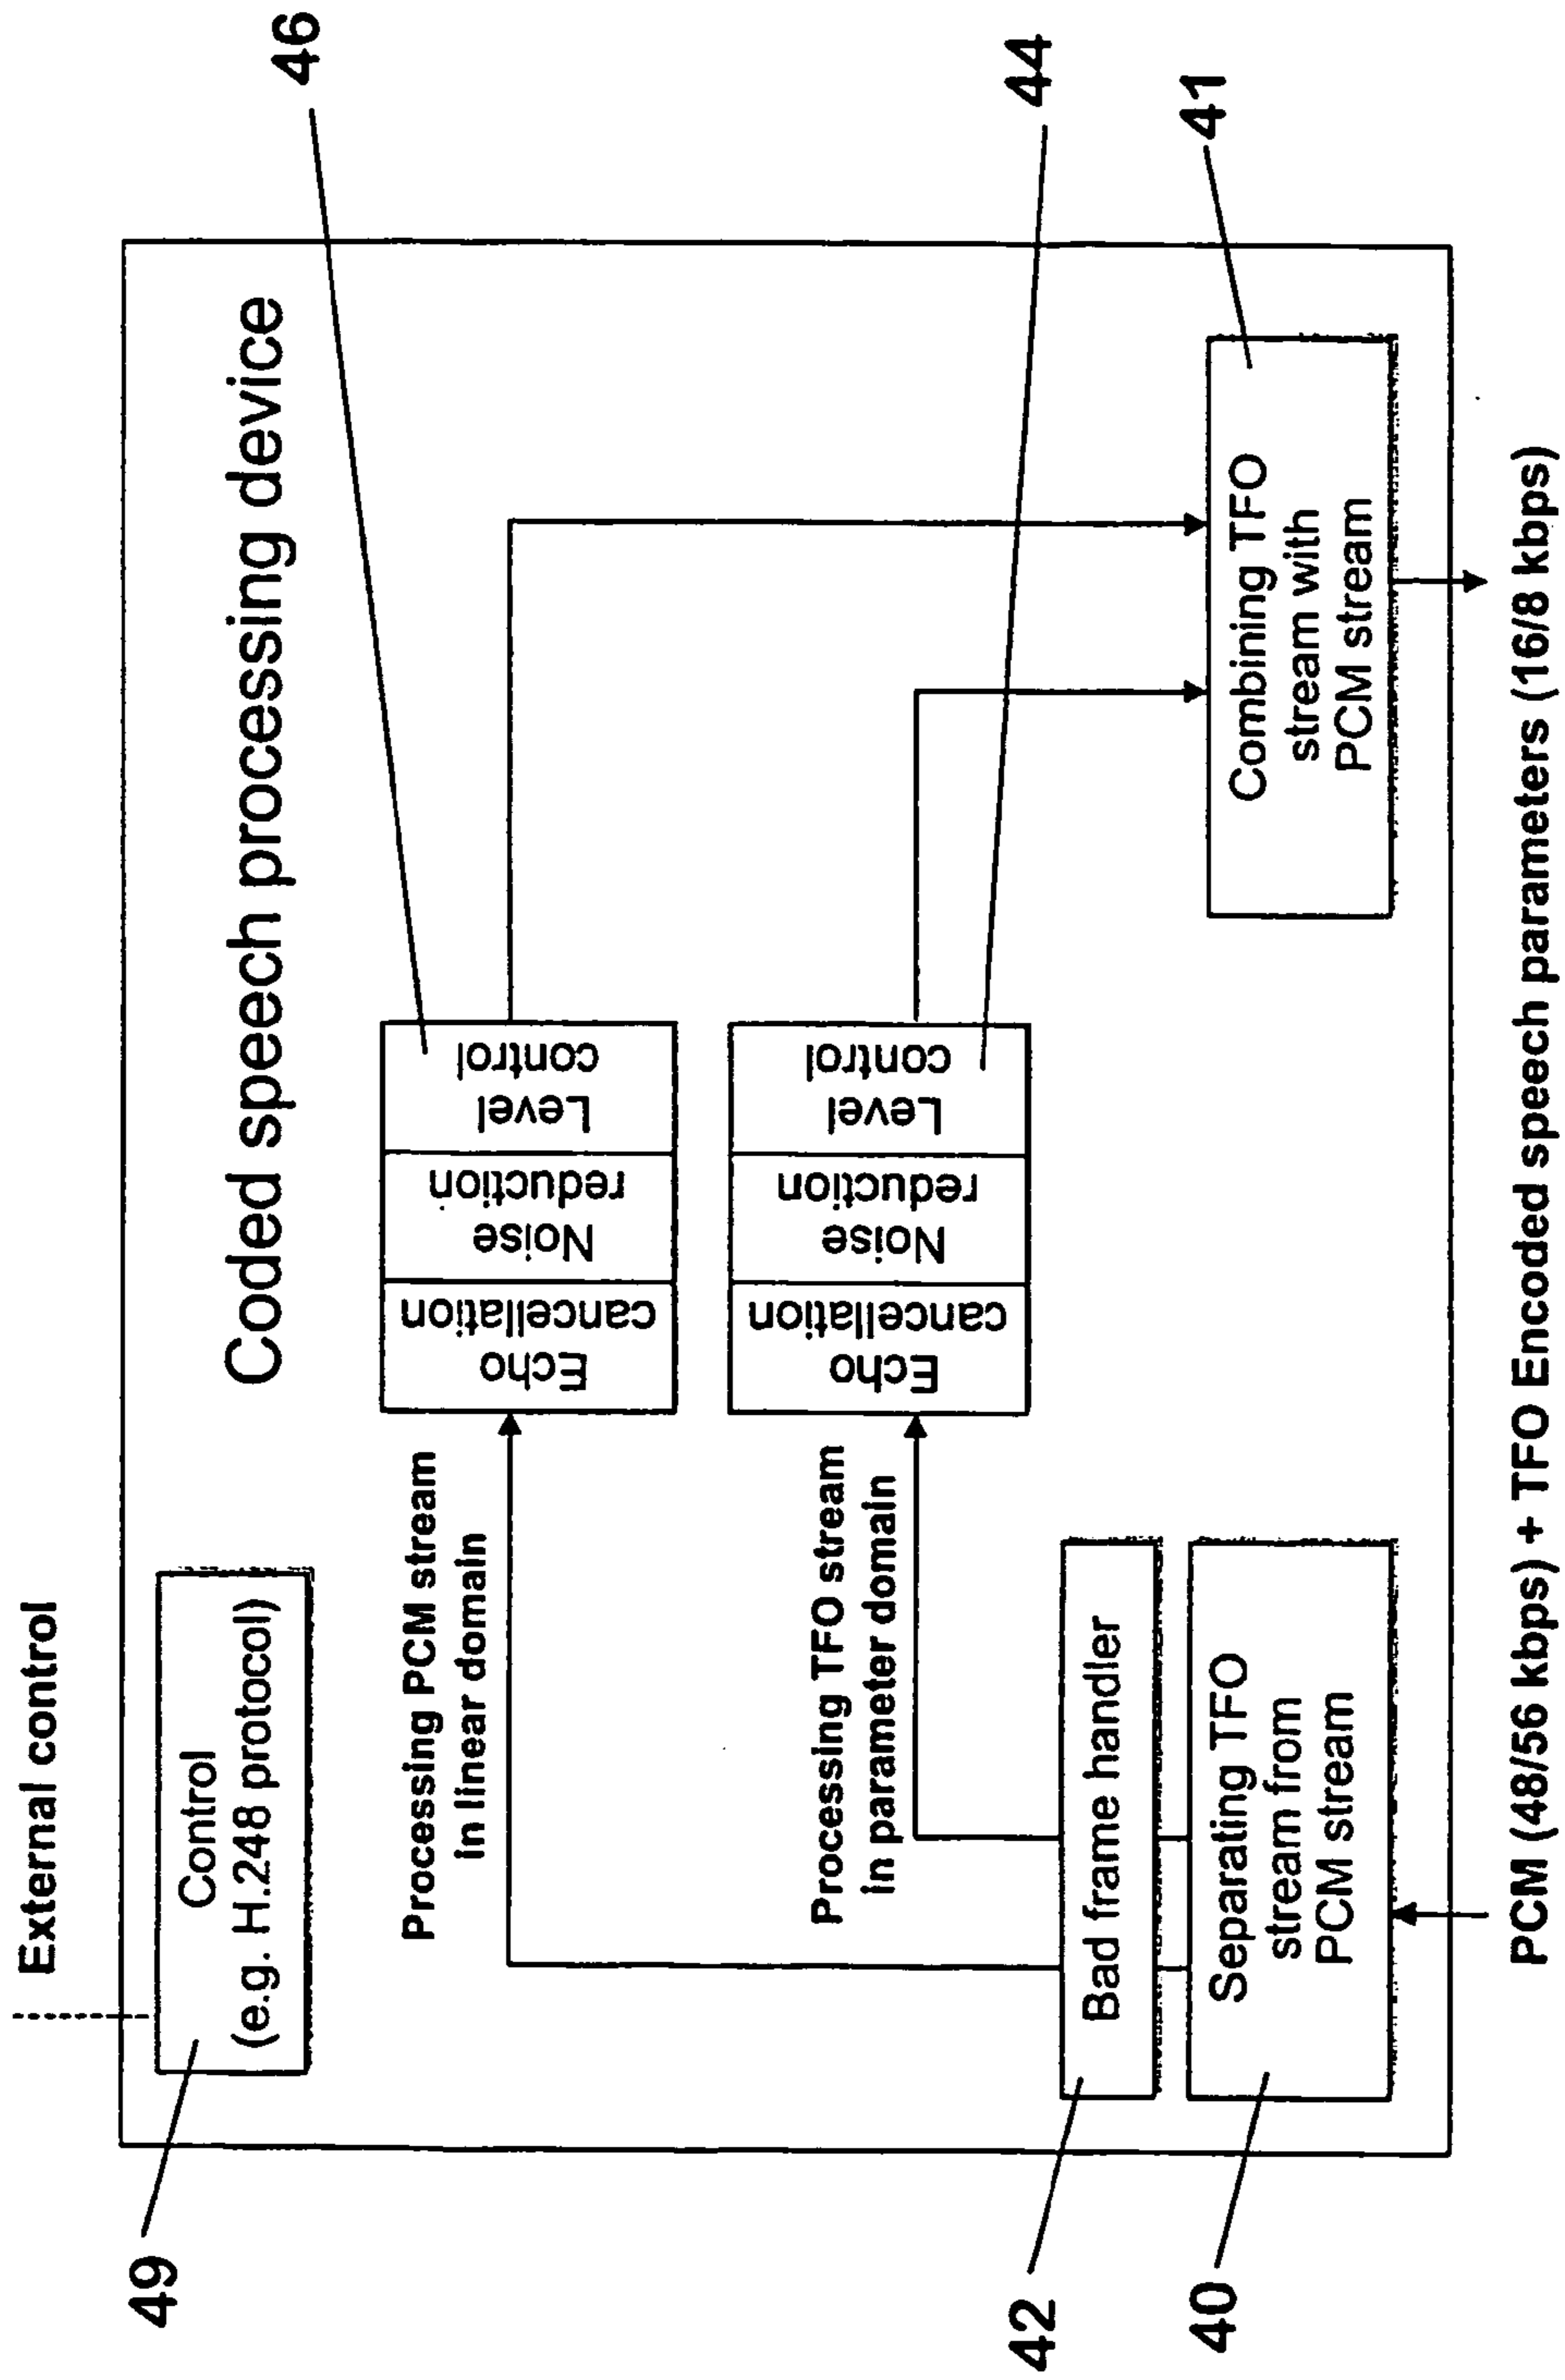 External control
49
Control
(e.g. H.248 protocol)
Coded speech processing device
46
Processing PCM stream
in linear domain
Echo
cancellation
Noise
reduction
Level
control
Processing TFO stream
in parameter domain
Echo
cancellation
Noise
reduction
Level
control
44
42
Bad frame handler
40
Separating TFO
stream from
PCM stream
Combining TFO
stream with
PCM stream
41
PCM (48/56 kbps) + TFO Encoded speech parameters (16/8 kbps)